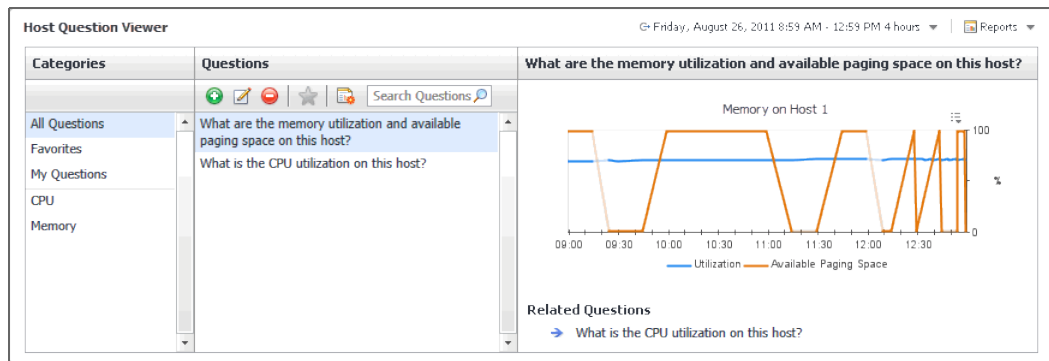 Host Question Viewer
Friday, August 26, 2011 8:59 AM - 12:59 PM 4 hours
Reports
Categories
Questions
What are the memory utilization and available paging space on this host?
Search Questions
All Questions
Favorites
My Questions
CPU
Memory
What are the memory utilization and available
paging space on this host?
What is the CPU utilization on this host?
Memory on Host 1
100
%
0
09:00 09:30 10:00 10:30 11:00 11:30 12:00 12:30
Utilization Available Paging Space
Related Questions
What is the CPU utilization on this host?